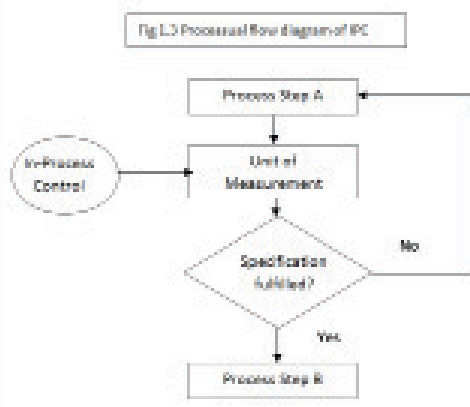 Fig 1.3 Processual flow diagram of IPC
Process Step A
In-Process
Control
Unit of
Measurement
Specification
fulfilled?
No
Yes
Process Step B